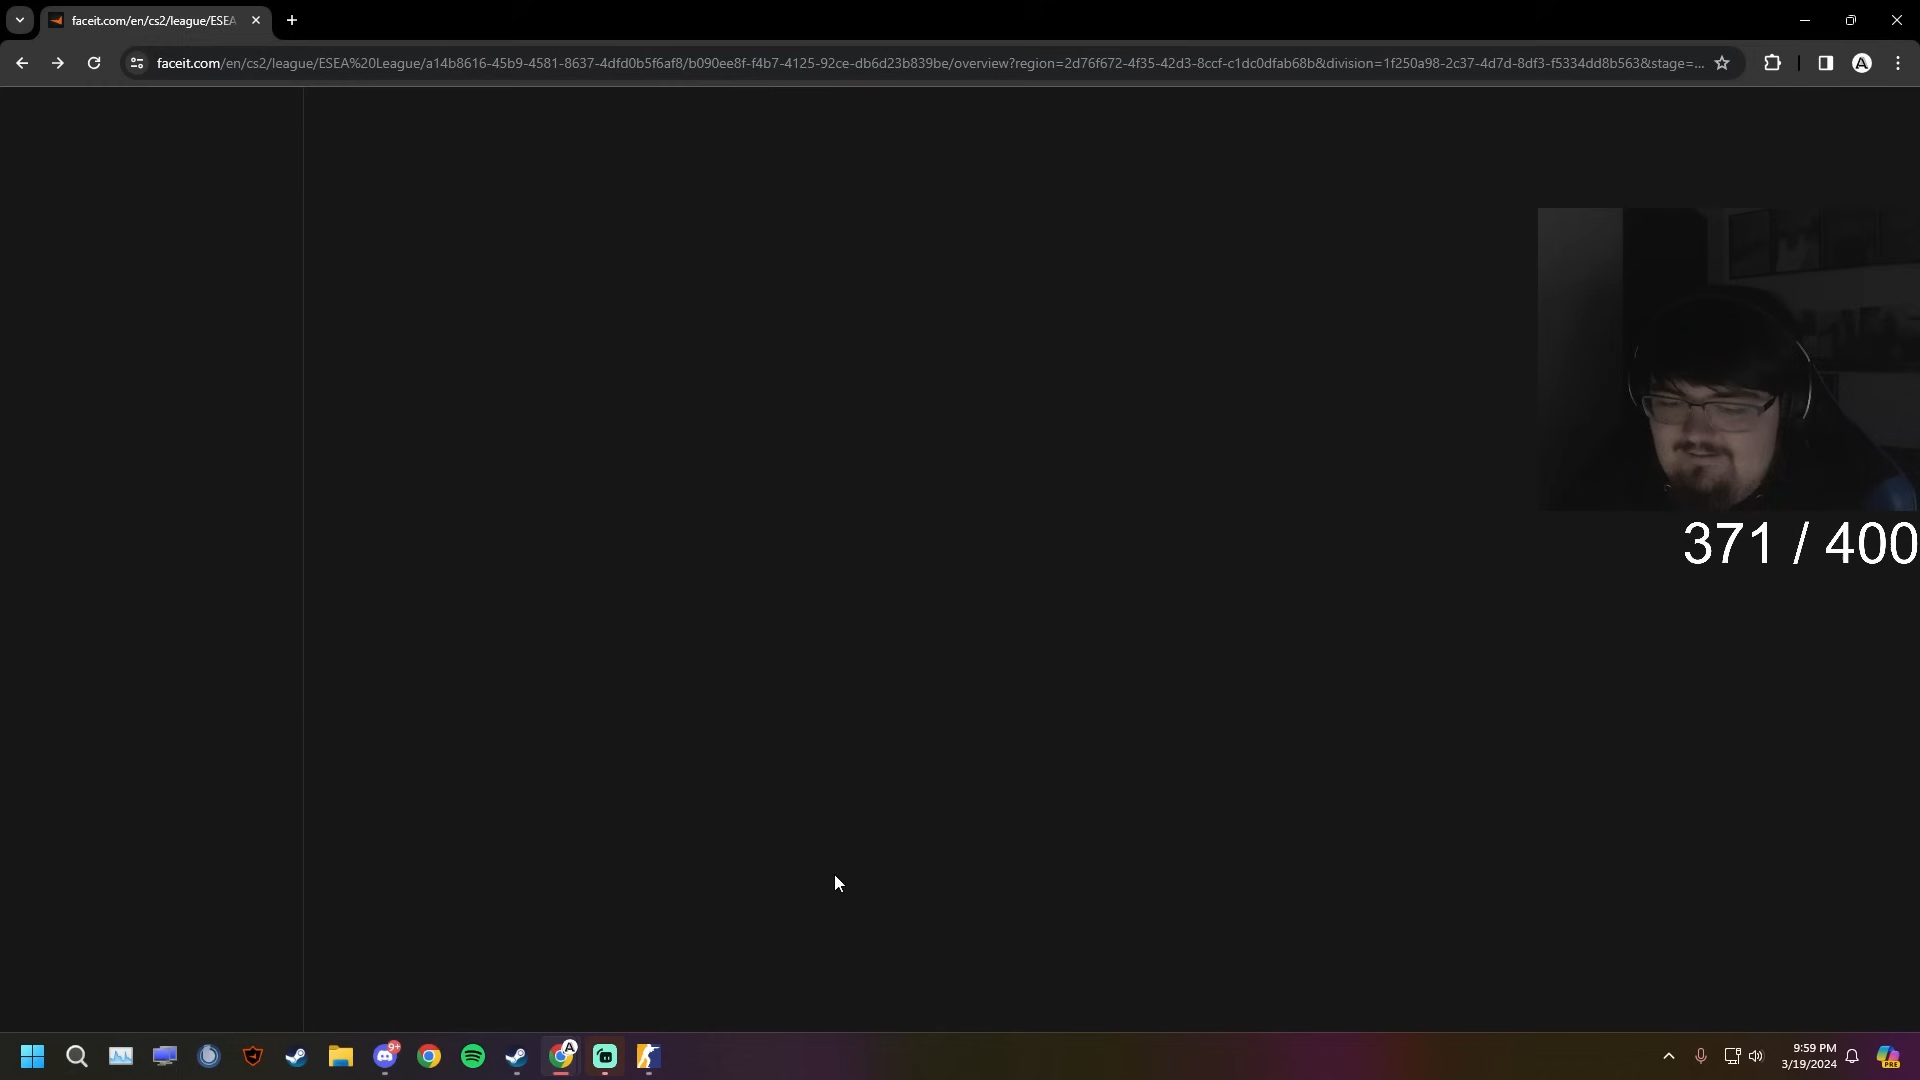 faceit.com/en/cs2/league/ESEA
faceit.com/en/cs2/league/ESEA%20League/a14b8616-45b9-4581-8637-4dfd0b5f6af8/b090ee8f-f4b7-4125-92ce-db6d23b839be/overview?region=2d76f672-4f35-42d3-8ccf-c1dc0dfab68b&division=1f250a98-2c37-4d7d-8df3-f5334dd8b563&stage=...
A
371 / 400
9+
A
9:59 PM
3/19/2024
PRE